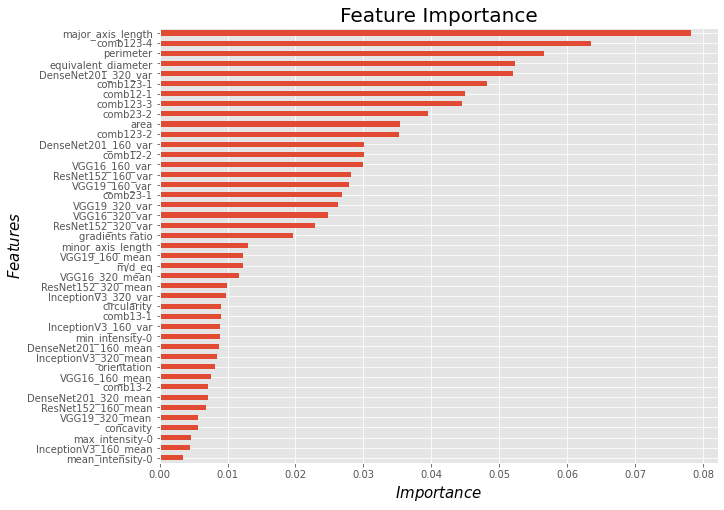 Feature Importance
major_axis_length
comb123-4
perimeter
equivalent_diameter
DenseNet201_320_var
comb123-1
comb12-1
comb123-3
comb23-2
area
comb123-2
DenseNet201_160_var
comb12-2
VGG16_160_var
ResNet152_160_var
VGG19_160_var
comb23-1
VGG19_320_var
VGG16_320_var
ResNet152_320_var
gradients ratio
minor_axis_length
VGG19_160_mean
m/d_eq
VGG16_320_mean
ResNet152_320_mean
InceptionV3_320_var
circularity
comb13-1
InceptionV3_160_var
min_intensity-0
DenseNet201_160_mean
InceptionV3_320_mean
orientation
VGG16_160_mean
comb13-2
DenseNet201_320_mean
ResNet152_160_mean
VGG19_320_mean
concavity
max_intensity-0
InceptionV3_160_mean
mean_intensity-0
Features
0.00 0.01 0.02 0.03 0.04 0.05 0.06 0.07 0.08
Importance